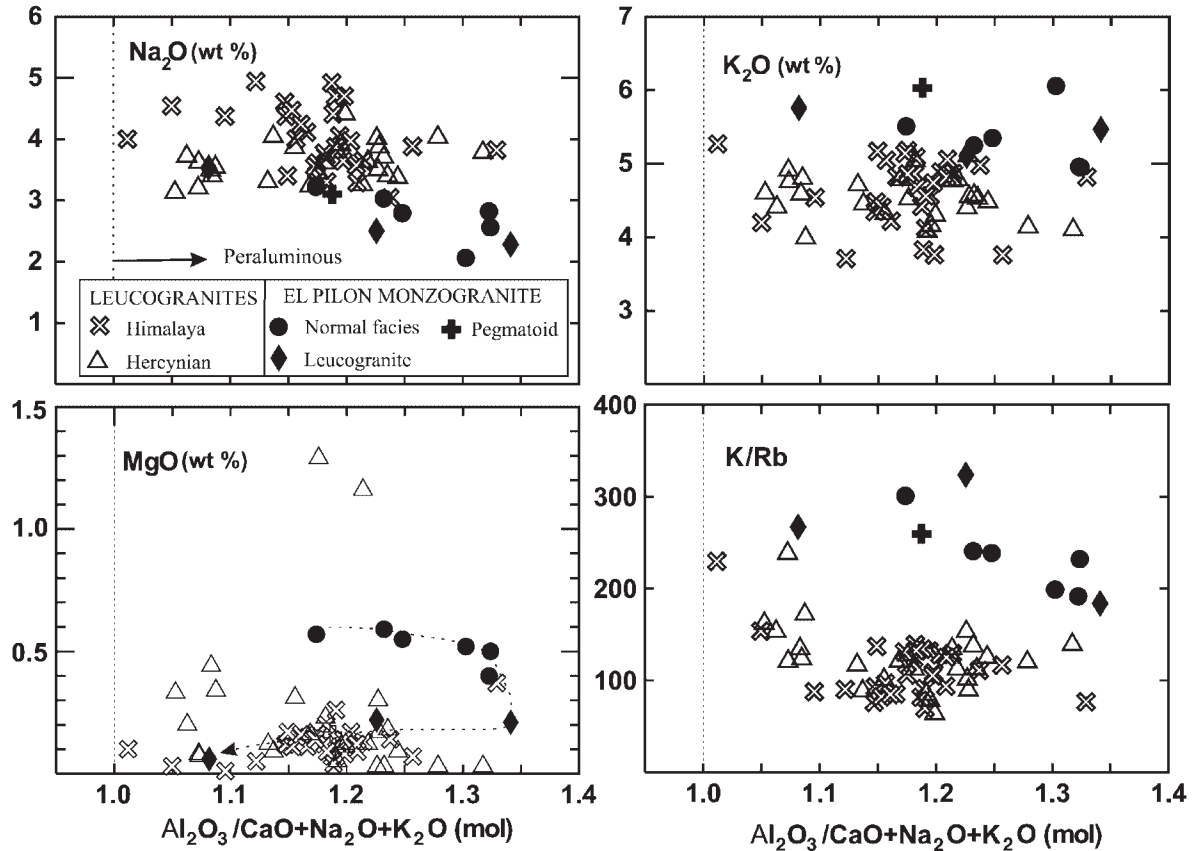 6
5
4
3
2
1
Na₂O (wt %)
Peraluminous
LEUCOGRANITES
Himalaya
Hercynian
EL PILON MONZOGRANITE
Normal facies
Pegmatoid
Leucogranite
7
6
5
4
3
K₂O (wt %)
1.5
1.0
0.5
MgO (wt %)
1.0 1.1 1.2 1.3 1.4
Al₂O₃/CaO+Na₂O+K₂O (mol)
400
300
200
100
K/Rb
1.0 1.1 1.2 1.3 1.4
Al₂O₃/CaO+Na₂O+K₂O (mol)